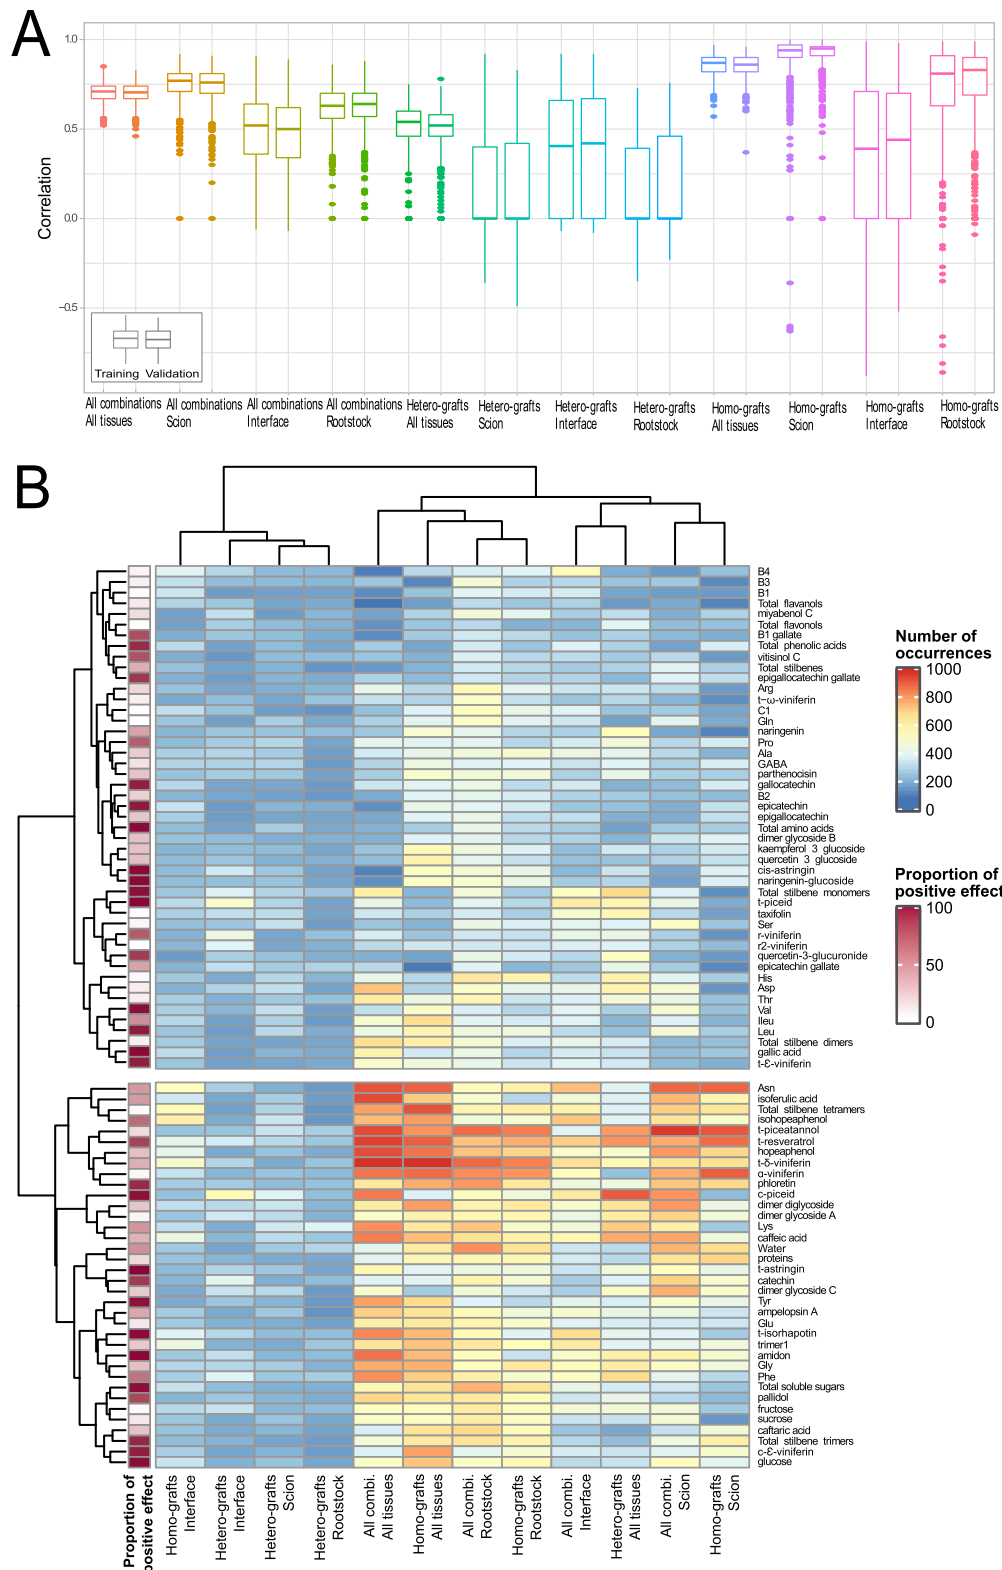 A
Correlation
1.0
0.5
0.0
−0.5
Training Validation
All combinations
All tissues
All combinations
Scion
All combinations
Interface
All combinations
Rootstock
Hetero-grafts
All tissues
Hetero-grafts
Scion
Hetero-grafts
Interface
Hetero-grafts
Rootstock
Homo-grafts
All tissues
Homo-grafts
Scion
Homo-grafts
Interface
Homo-grafts
Rootstock
B
B4
B3
B1
Total flavanols
miyabenol C
Total flavonols
B1 gallate
Total phenolic acids
vitisinol C
Total stilbenes
epigallocatechin gallate
Arg
t−ω−viniferin
C1
Gln
naringenin
Pro
Ala
GABA
parthenocisin
gallocatechin
B2
epicatechin
epigallocatechin
Total amino acids
dimer glycoside B
kaempferol 3 glucoside
quercetin 3 glucoside
cis-astringin
naringenin-glucoside
Total stilbene monomers
t-piceid
taxifolin
Ser
r-viniferin
r2-viniferin
quercetin-3-glucuronide
epicatechin gallate
His
Asp
Thr
Val
Ileu
Leu
Total stilbene dimers
gallic acid
t-Ɛ-viniferin
Asn
isoferulic acid
Total stilbene tetramers
isohopeaphenol
t-piceatannol
t-resveratrol
hopeaphenol
t-δ-viniferin
α-viniferin
phloretin
c-piceid
dimer diglycoside
dimer glycoside A
Lys
caffeic acid
Water
proteins
t-astringin
catechin
dimer glycoside C
Tyr
ampelopsin A
Glu
t-isorhapotin
trimer1
amidon
Gly
Phe
Total soluble sugars
pallidol
fructose
sucrose
caftaric acid
Total stilbene trimers
c-Ɛ-viniferin
glucose
Number of
occurrences
1000
800
600
400
200
0
Proportion of
positive effect
100
50
0
Proportion of
positive effect
Homo-grafts
Interface
Hetero-grafts
Interface
Hetero-grafts
Scion
Hetero-grafts
Rootstock
All combi.
All tissues
Homo-grafts
All tissues
All combi.
Rootstock
Homo-grafts
Rootstock
All combi.
Interface
Hetero-grafts
All tissues
All combi.
Scion
Homo-grafts
Scion